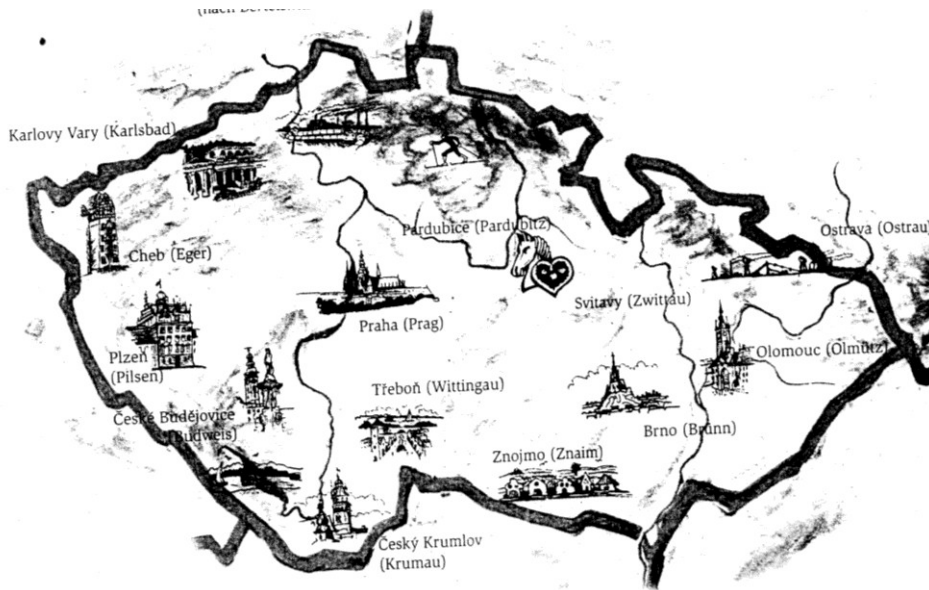 (nach
Karlovy Vary (Karlsbad)
Pardubice (Pardubitz)
Ostrava (Ostrau)
Cheb (Eger)
Svitavy (Zwittau)
Praha (Prag)
Plzeň
(Pilsen)
Olomouc (Olmütz)
Třeboň (Wittingau)
České Budějovice
(Budweis)
Brno (Brünn)
Znojmo (Znaim)
Český Krumlov
(Krumau)